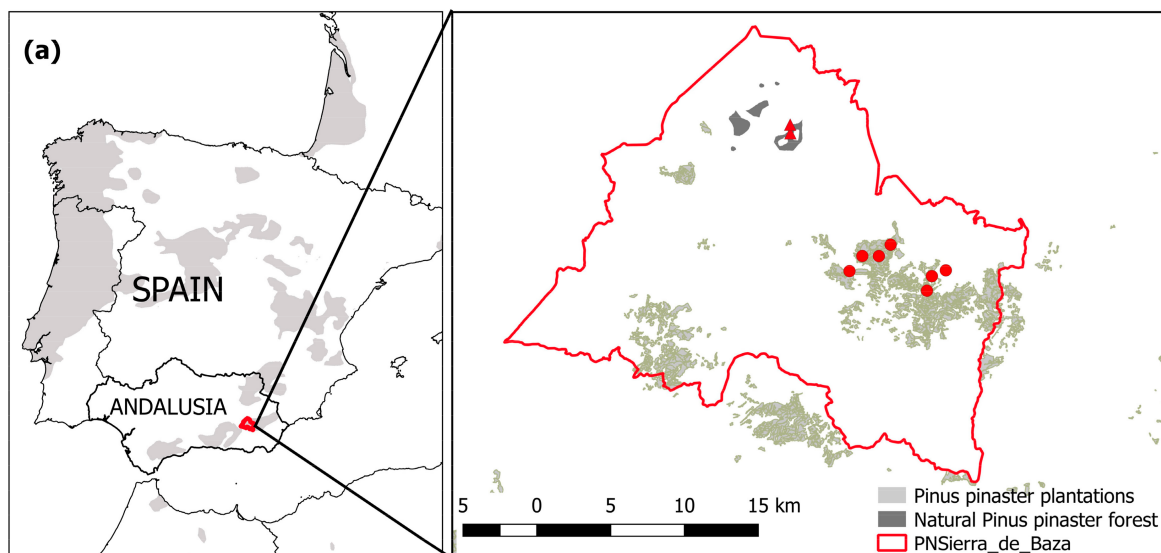 (a)
SPAIN
ANDALUSIA
5 0 5 10 15 km
Pinus pinaster plantations
Natural Pinus pinaster forest
PNSierra_de_Baza